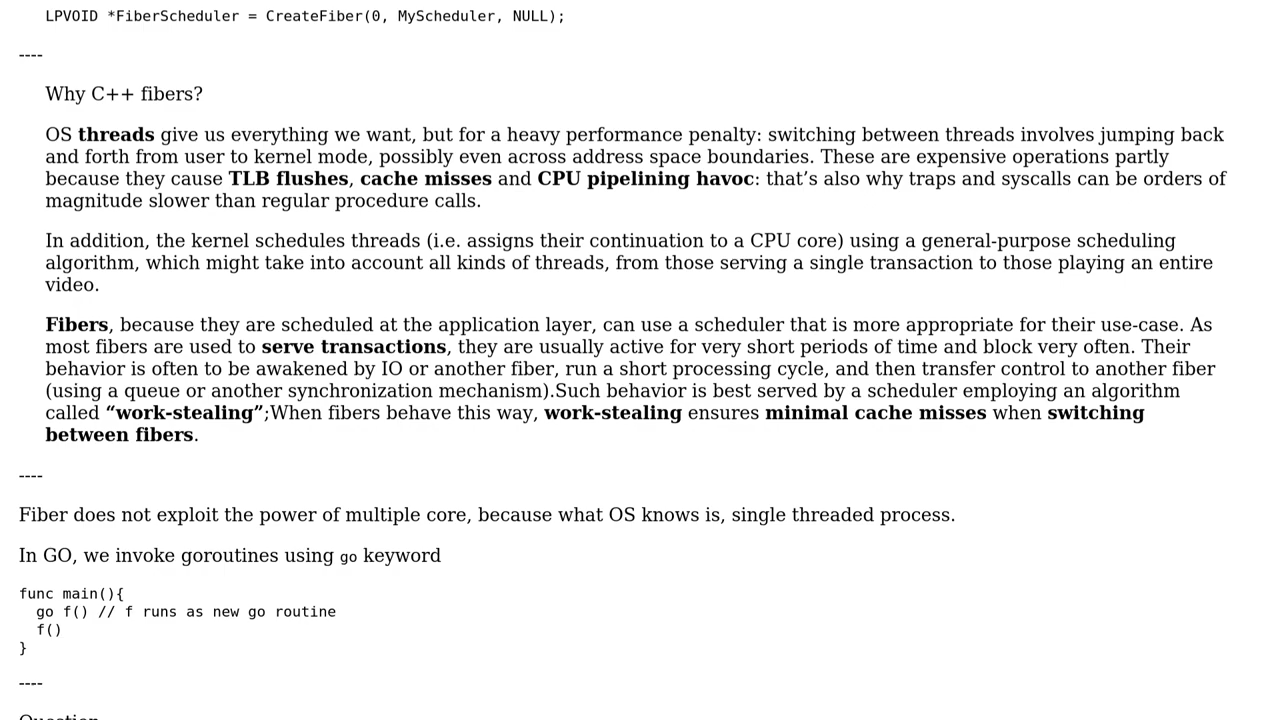 LPVOID *FiberScheduler = CreateFiber(0, MyScheduler, NULL);
----
Why C++ fibers?
OS threads give us everything we want, but for a heavy performance penalty: switching between threads involves jumping back
and forth from user to kernel mode, possibly even across address space boundaries. These are expensive operations partly
because they cause TLB flushes, cache misses and CPU pipelining havoc: that’s also why traps and syscalls can be orders of
magnitude slower than regular procedure calls.
In addition, the kernel schedules threads (i.e. assigns their continuation to a CPU core) using a general-purpose scheduling
algorithm, which might take into account all kinds of threads, from those serving a single transaction to those playing an entire
video.
Fibers, because they are scheduled at the application layer, can use a scheduler that is more appropriate for their use-case. As
most fibers are used to serve transactions, they are usually active for very short periods of time and block very often. Their
behavior is often to be awakened by IO or another fiber, run a short processing cycle, and then transfer control to another fiber
(using a queue or another synchronization mechanism).Such behavior is best served by a scheduler employing an algorithm
called “work-stealing”;When fibers behave this way, work-stealing ensures minimal cache misses when switching
between fibers.
----
Fiber does not exploit the power of multiple core, because what OS knows is, single threaded process.
In GO, we invoke goroutines using go keyword
func main(){
  go f() // f runs as new go routine
  f()
}
----
Question